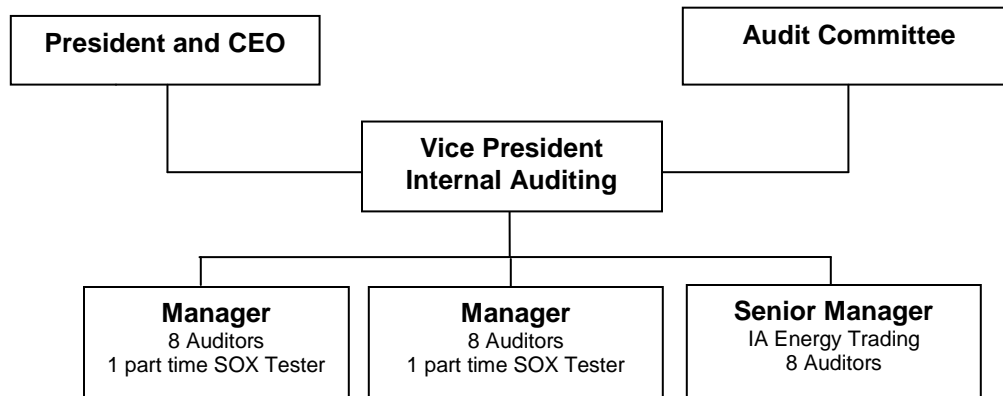 President and CEO
Audit Committee
Vice President
Internal Auditing
Manager
8 Auditors
1 part time SOX Tester
Manager
8 Auditors
1 part time SOX Tester
Senior Manager
IA Energy Trading
8 Auditors